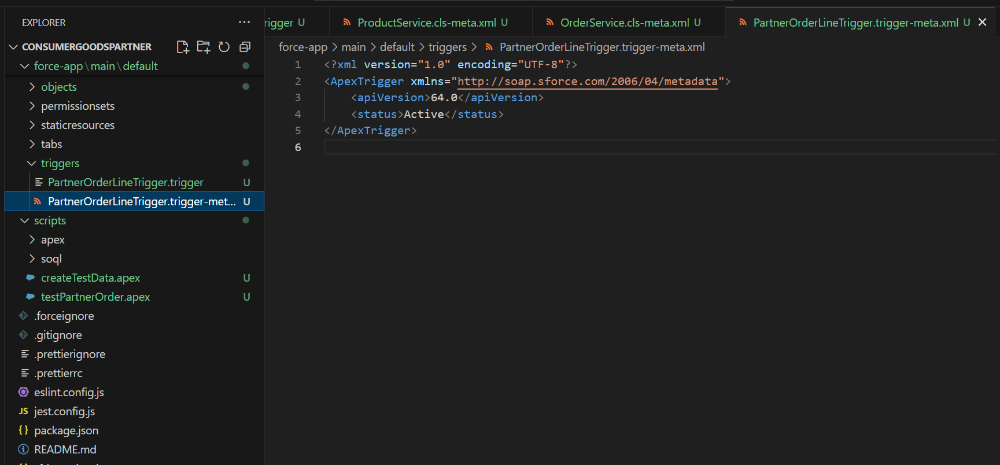 EXPLORER
CONSUMERGOODSPARTNER
force-app\main\default
objects
permissionsets
staticresources
tabs
triggers
PartnerOrderLineTrigger.trigger U
PartnerOrderLineTrigger.trigger-met... U
scripts
apex
soql
createTestData.apex U
testPartnerOrder.apex U
.forceignore
.gitignore
.prettierignore
.prettierrc
eslint.config.js
JS jest.config.js
{} package.json
README.md
rigger U
ProductService.cls-meta.xml U
OrderService.cls-meta.xml U
PartnerOrderLineTrigger.trigger-meta.xml U
force-app > main > default > triggers > PartnerOrderLineTrigger.trigger-meta.xml
1 <?xml version="1.0" encoding="UTF-8"?>
2 <ApexTrigger xmlns="http://soap.sforce.com/2006/04/metadata">
3 <apiVersion>64.0</apiVersion>
4 <status>Active</status>
5 </ApexTrigger>
6